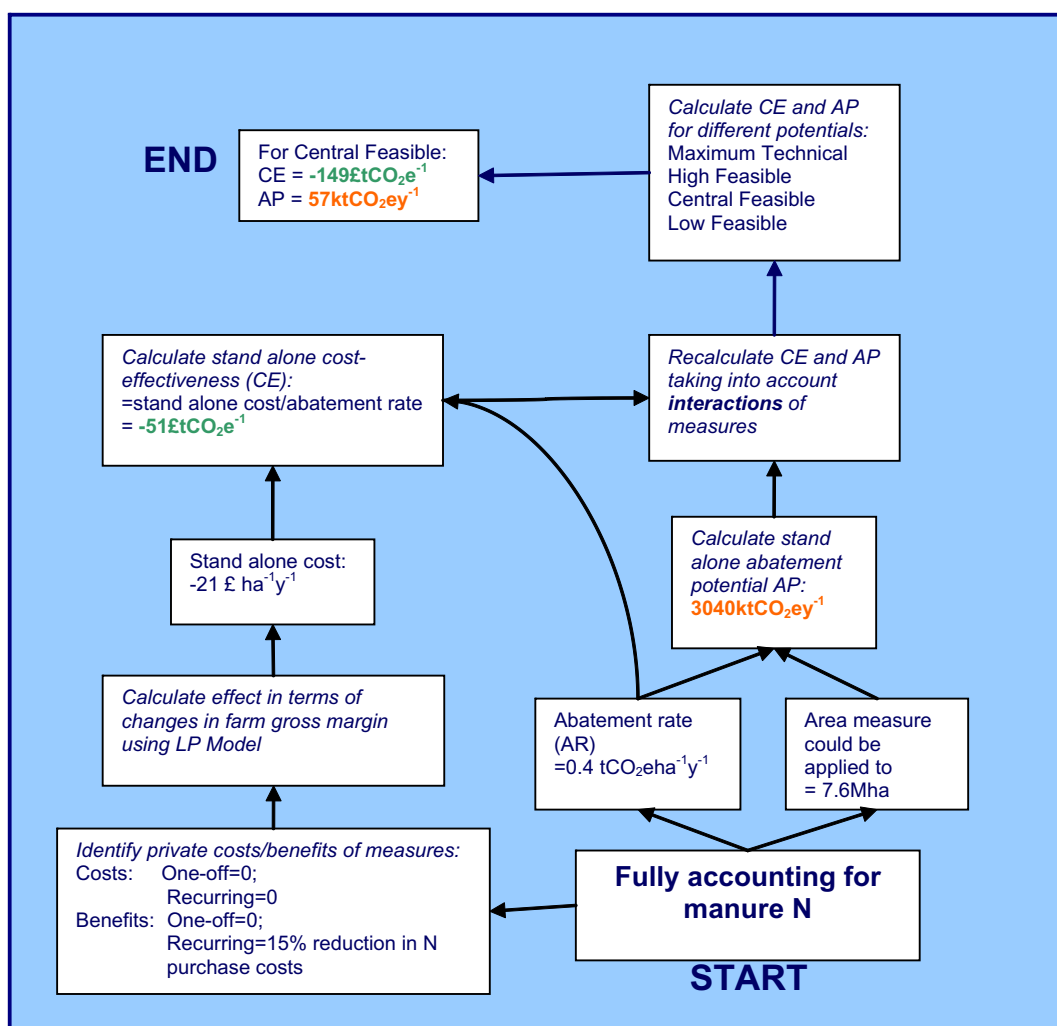 END
For Central Feasible:
CE = -149£tCO₂e⁻¹
AP = 57ktCO₂ey⁻¹
Calculate CE and AP
for different potentials:
Maximum Technical
High Feasible
Central Feasible
Low Feasible
Calculate stand alone cost-
effectiveness (CE):
=stand alone cost/abatement rate
= -51£tCO₂e⁻¹
Recalculate CE and AP
taking into account
interactions of
measures
Stand alone cost:
-21 £ ha⁻¹y⁻¹
Calculate stand
alone abatement
potential AP:
3040ktCO₂ey⁻¹
Calculate effect in terms of
changes in farm gross margin
using LP Model
Abatement rate
(AR)
=0.4 tCO₂eha⁻¹y⁻¹
Area measure
could be
applied to
= 7.6Mha
Identify private costs/benefits of measures:
Costs: One-off=0;
Recurring=0
Benefits: One-off=0;
Recurring=15% reduction in N
purchase costs
Fully accounting for
manure N
START